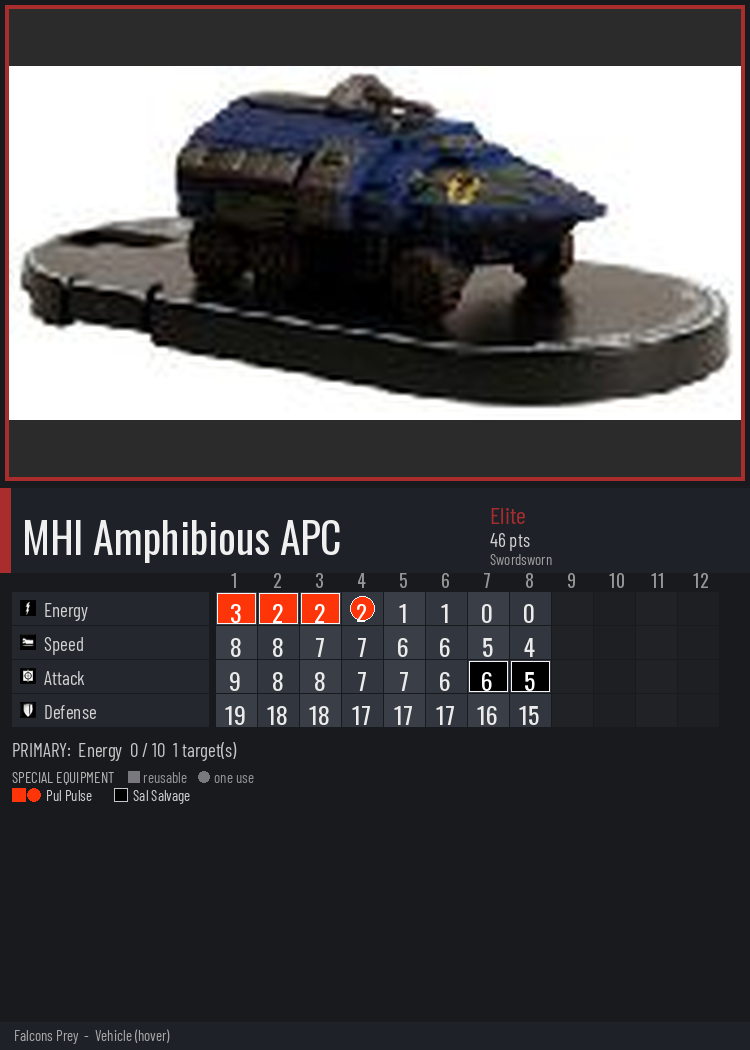 MHI Amphibious APC
Elite
46 pts
Swordsworn
1 2 3 4 5 6 7 8 9 10 11 12
Energy 3 2 2 2 1 1 0 0
Speed 8 8 7 7 6 6 5 4
Attack 9 8 8 7 7 6 6 5
Defense 19 18 18 17 17 17 16 15
PRIMARY: Energy 0 / 10 1 target(s)
SPECIAL EQUIPMENT reusable one use
Pul Pulse Sal Salvage
Falcons Prey - Vehicle (hover)